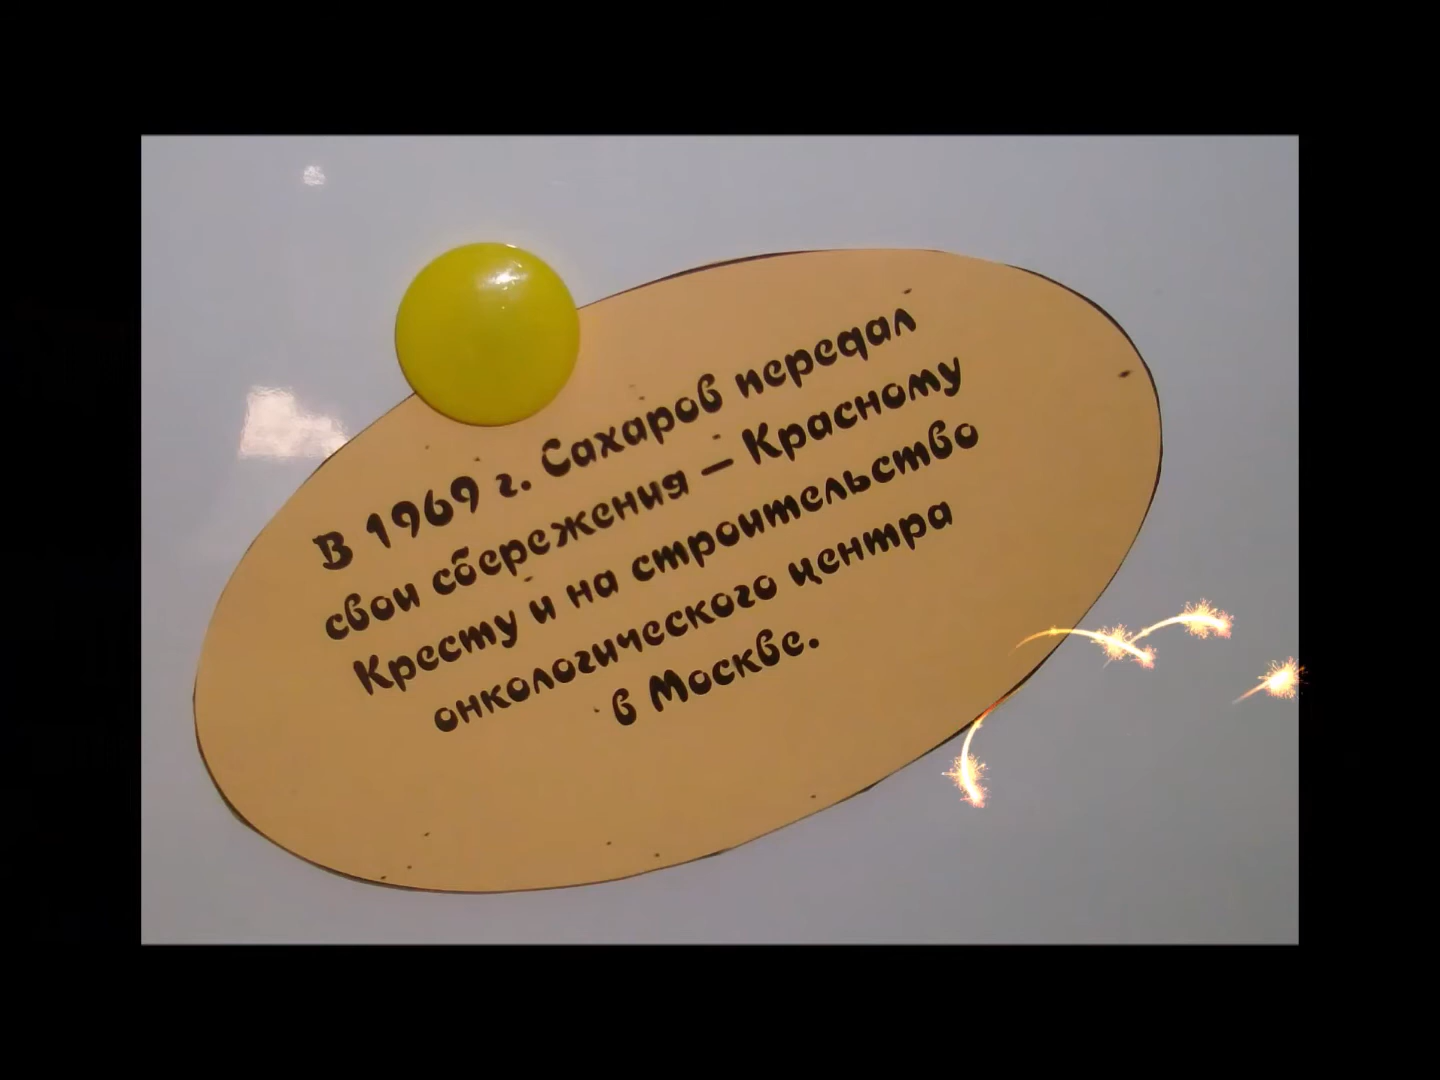 В 1969 г. Сахаров передал
свои сбережения – Красному
Кресту и на строительство
онкологического центра
в Москве.